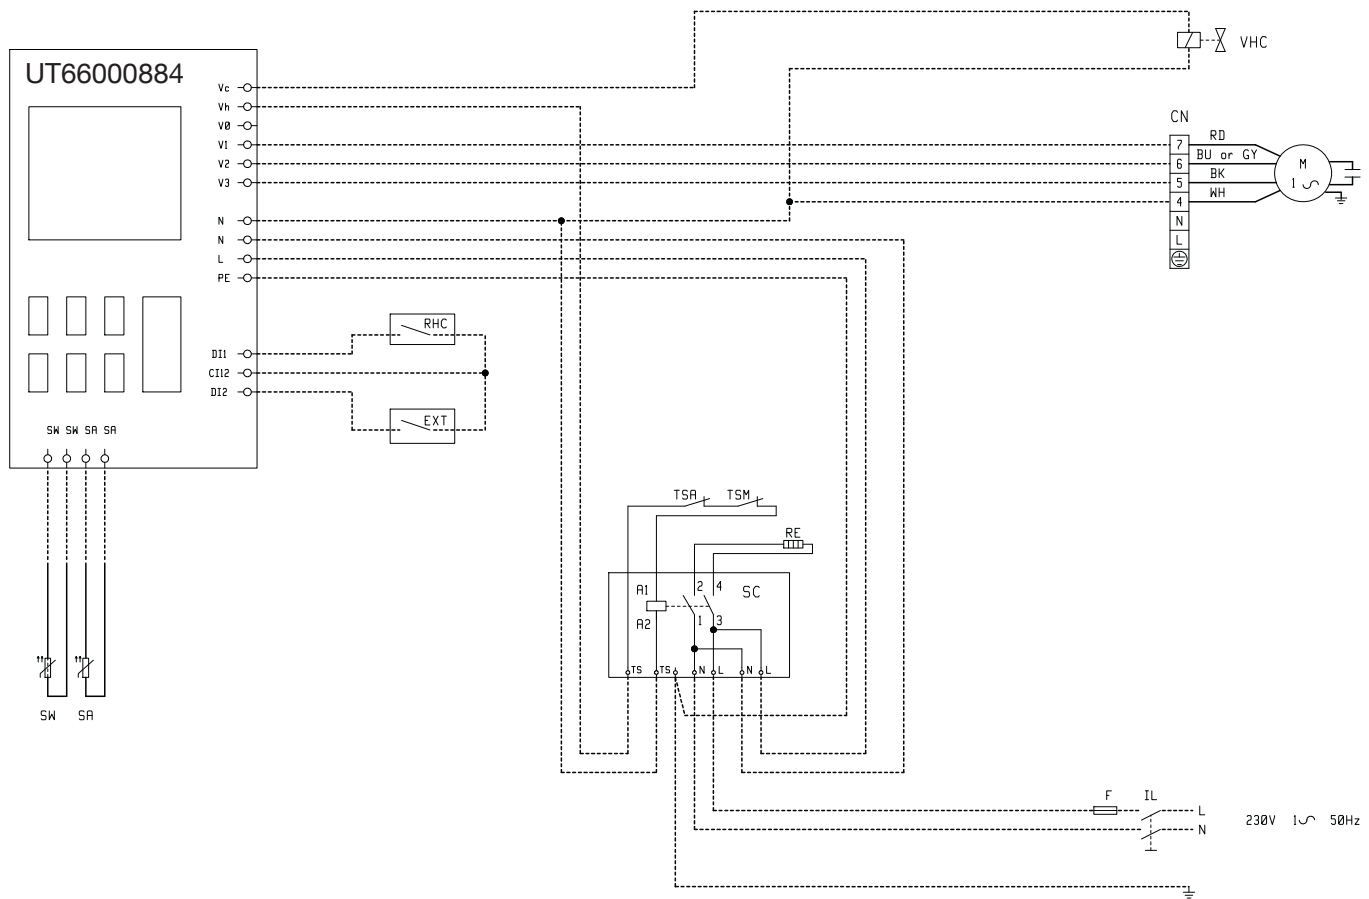 UT66000884
VHC
Vc
Vh
CN
VØ
V1
V2
V3
7 RD
6 BU or GY
5 BK
4 WH
N
L
M
1
N
N
L
PE
RHC
DI1
CI12
DI2
EXT
SW SW SA SA
TSA TSM
RE
2 4 SC
A1
A2
1 3
TS TS N L N L
SW SA
F IL
L
N
230V 1 50Hz